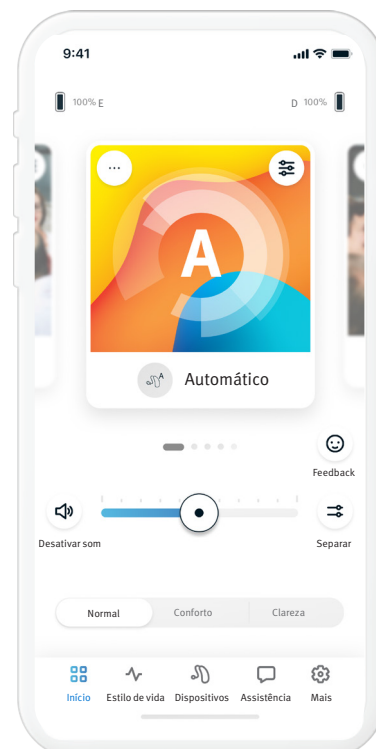 9:41
100% E
D 100%
A
A
Automático
Feedback
Desativar som
Separar
Normal Conforto Clareza
Início Estilo de vida Dispositivos Assistência Mais